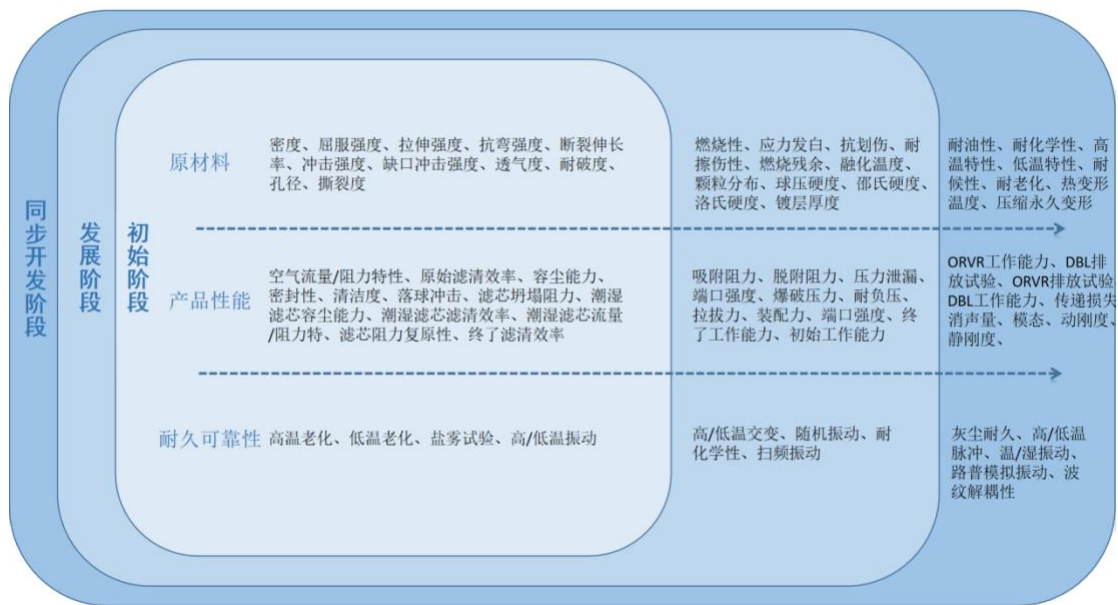 同步开发阶段
发展阶段
初始阶段
原材料
密度、屈服强度、拉伸强度、抗弯强度、断裂伸长
率、冲击强度、缺口冲击强度、透气度、耐破度、
孔径、撕裂度
燃烧性、应力发白、抗划伤、耐
擦伤性、燃烧残余、融化温度、
颗粒分布、球压硬度、邵氏硬度、
洛氏硬度、镀层厚度
耐油性、耐化学性、高
温特性、低温特性、耐
候性、耐老化、热变形
温度、压缩永久变形
产品性能
空气流量/阻力特性、原始滤清效率、容尘能力、
密封性、清洁度、落球冲击、滤芯坍塌阻力、潮湿
滤芯容尘能力、潮湿滤芯滤清效率、潮湿滤芯流量
/阻力特、滤芯阻力复原性、终了滤清效率
吸附阻力、脱附阻力、压力泄漏、
端口强度、爆破压力、耐负压、
拉拔力、装配力、端口强度、终
了工作能力、初始工作能力
ORVR工作能力、DBL排
放试验、ORVR排放试验
DBL工作能力、传递损失
消声量、模态、动刚度、
静刚度、
耐久可靠性
高温老化、低温老化、盐雾试验、高/低温振动
高/低温交变、随机振动、耐
化学性、扫频振动
灰尘耐久、高/低温
脉冲、温/湿振动、
路普模拟振动、波
纹解耦性